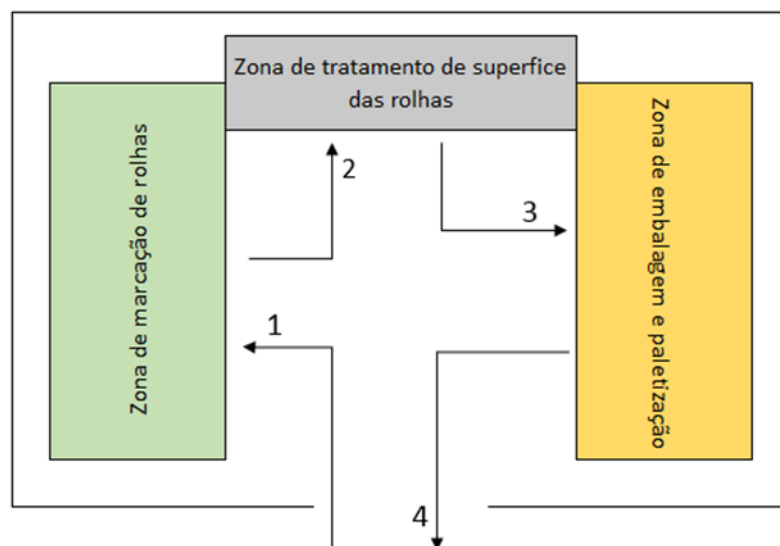 Zona de tratamento de superfice
das rolhas
Zona de marcação de rolhas
Zona de embalagem e paletização
2
3
1
4